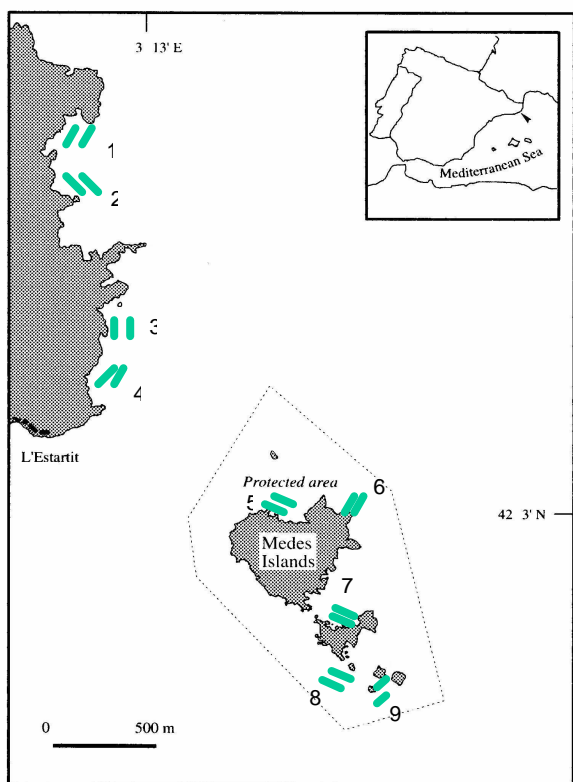 3 13' E
1
2
3
4
Mediterranean Sea
L'Estartit
Protected area
5
6
42 3' N
Medes
Islands
7
8
9
0 500 m